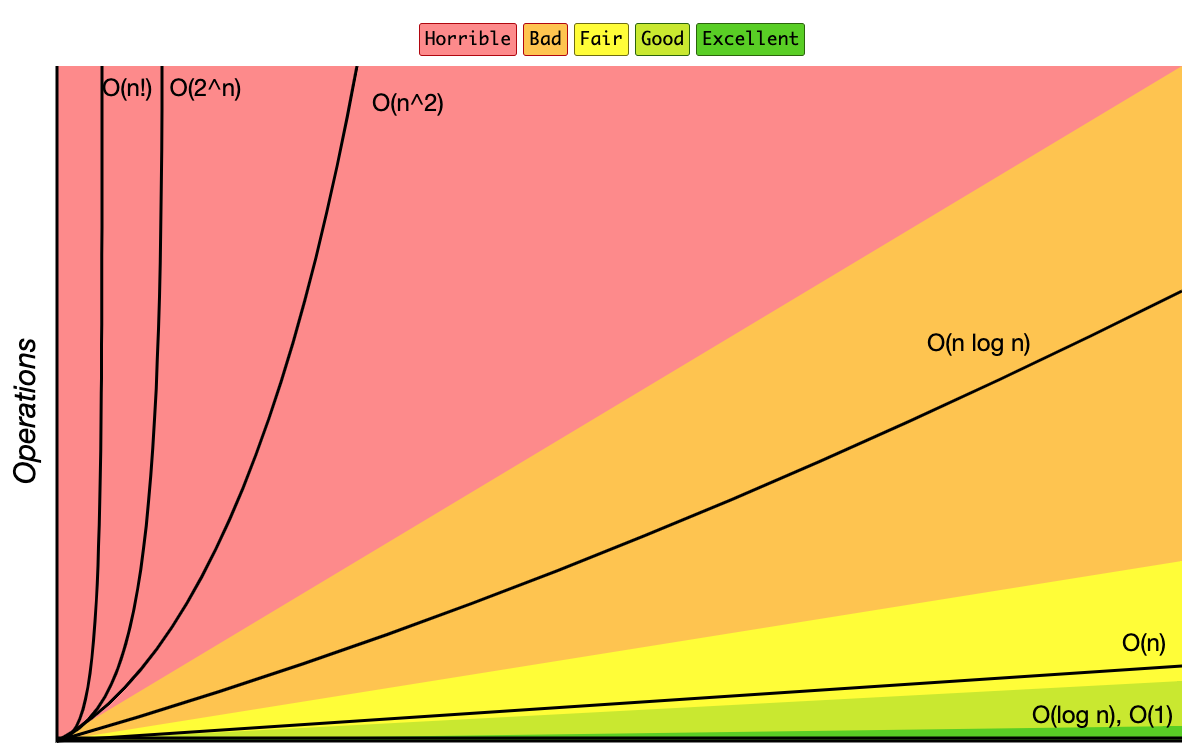 Horrible Bad Fair Good Excellent
O(n!) O(2^n)
O(n^2)
O(n log n)
Operations
O(n)
O(log n), O(1)